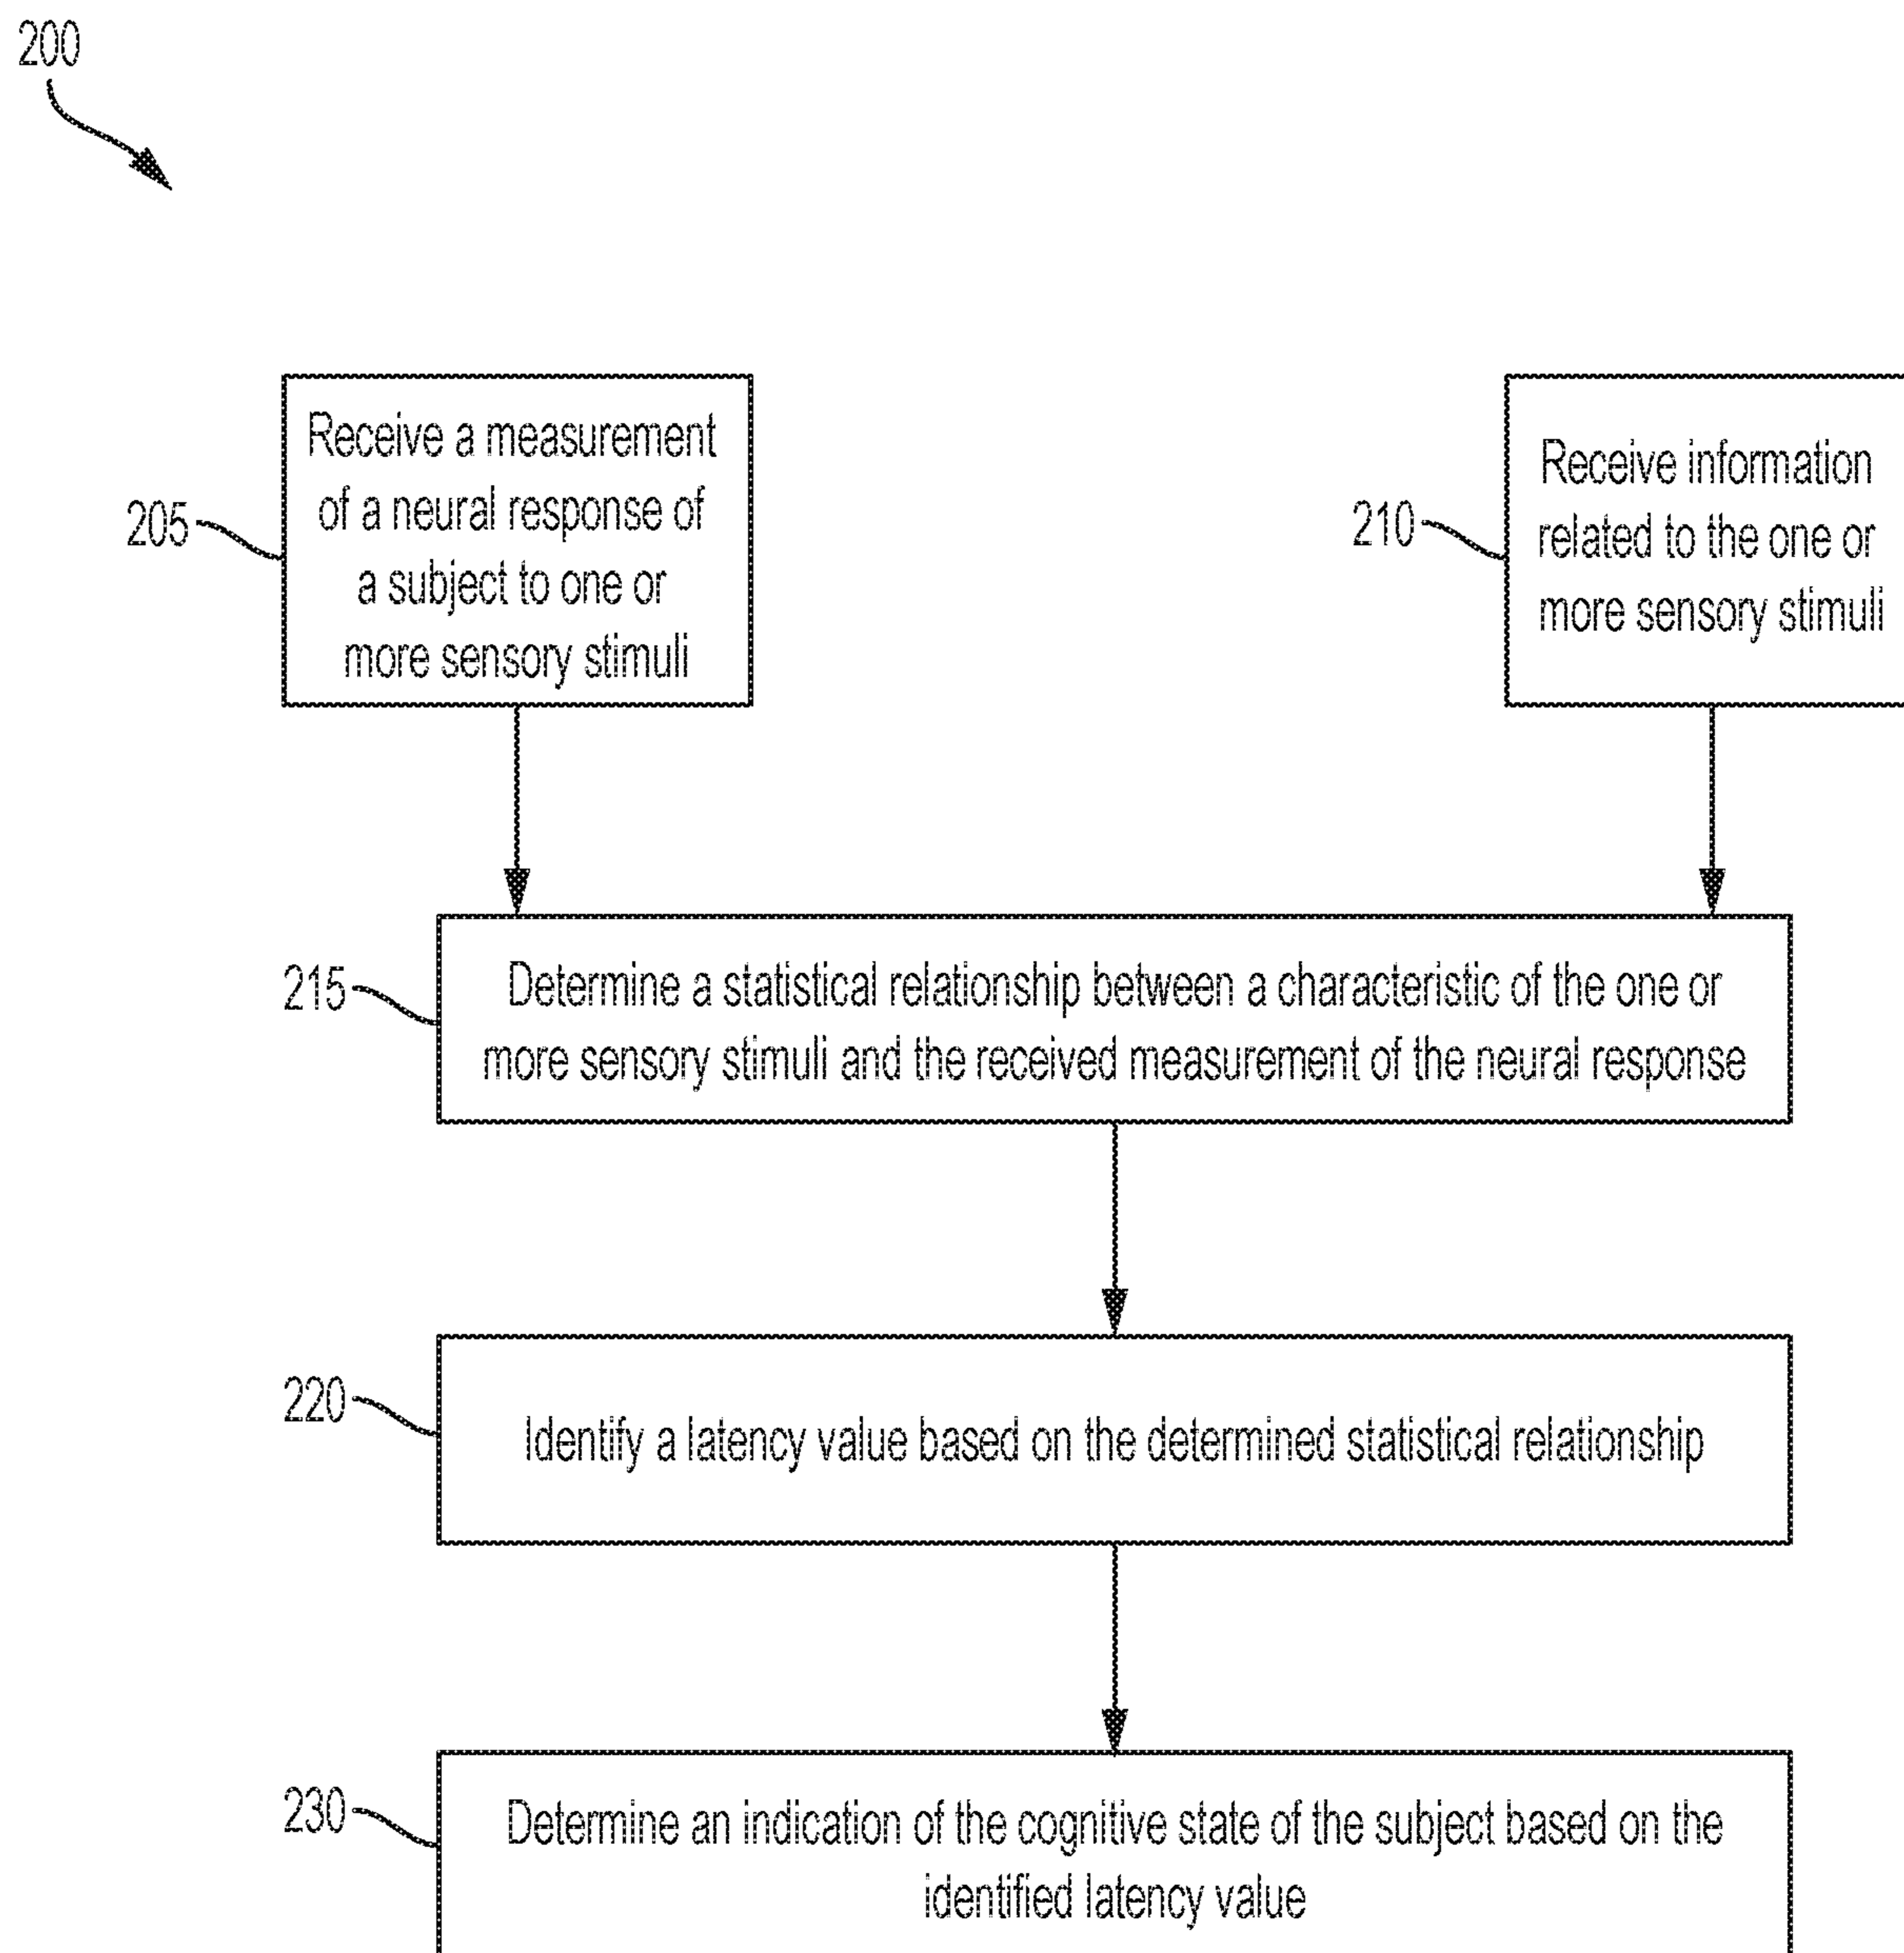 200
Receive a measurement
of a neural response of
a subject to one or
more sensory stimuli
205
Receive information
related to the one or
more sensory stimuli
210
215
Determine a statistical relationship between a characteristic of the one or
more sensory stimuli and the received measurement of the neural response
220
Identify a latency value based on the determined statistical relationship
230
Determine an indication of the cognitive state of the subject based on the
identified latency value